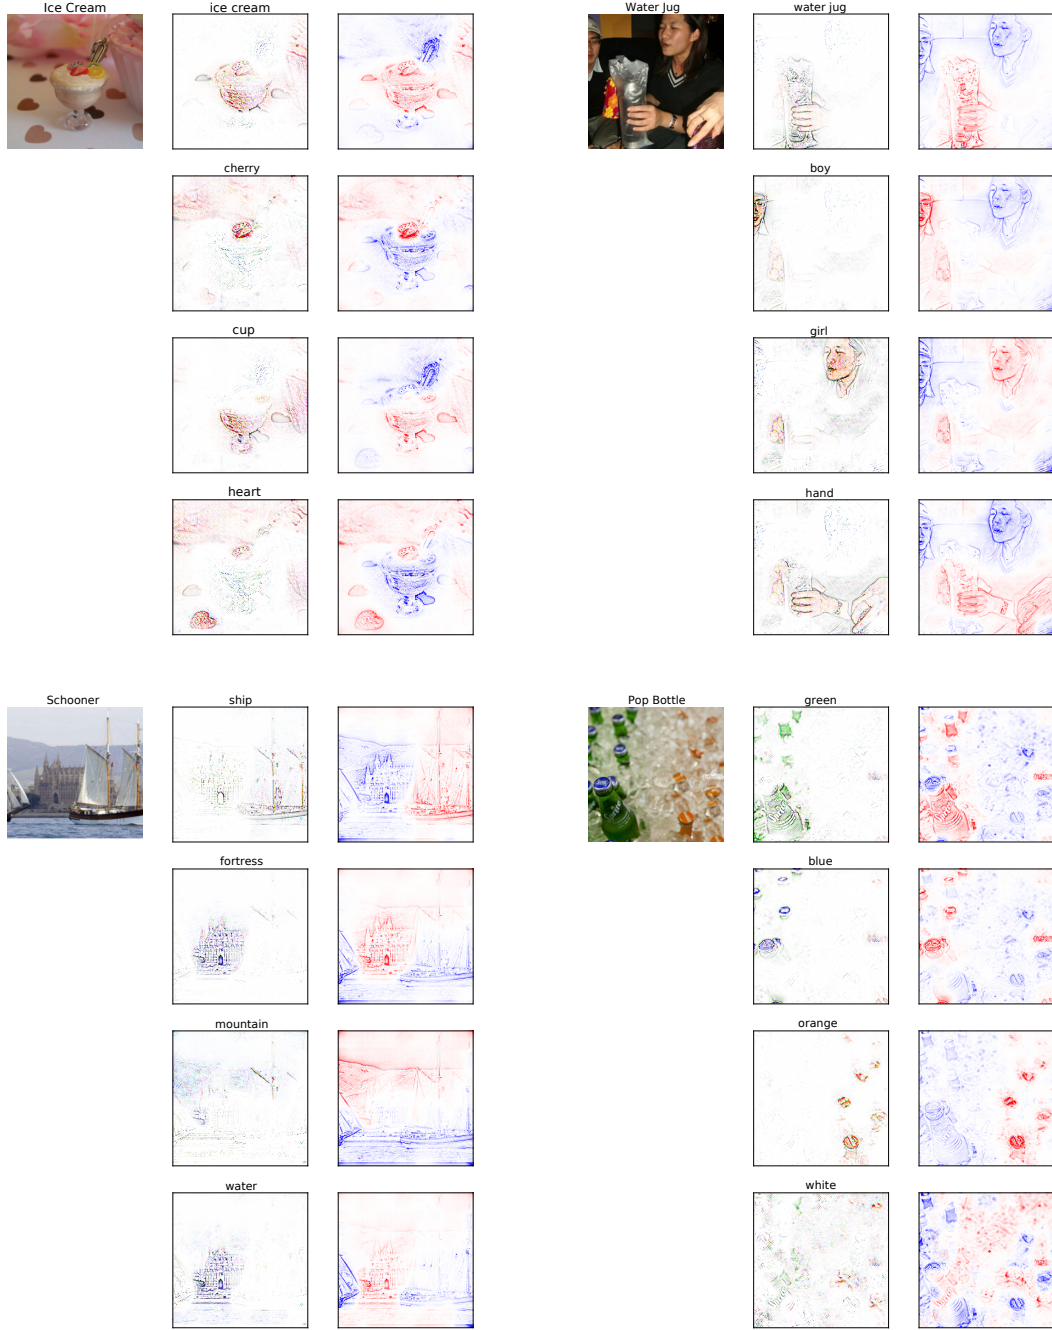 Ice Cream
ice cream
cherry
cup
heart
Water Jug
water jug
boy
girl
hand
Schooner
ship
fortress
mountain
water
Pop Bottle
green
blue
orange
white